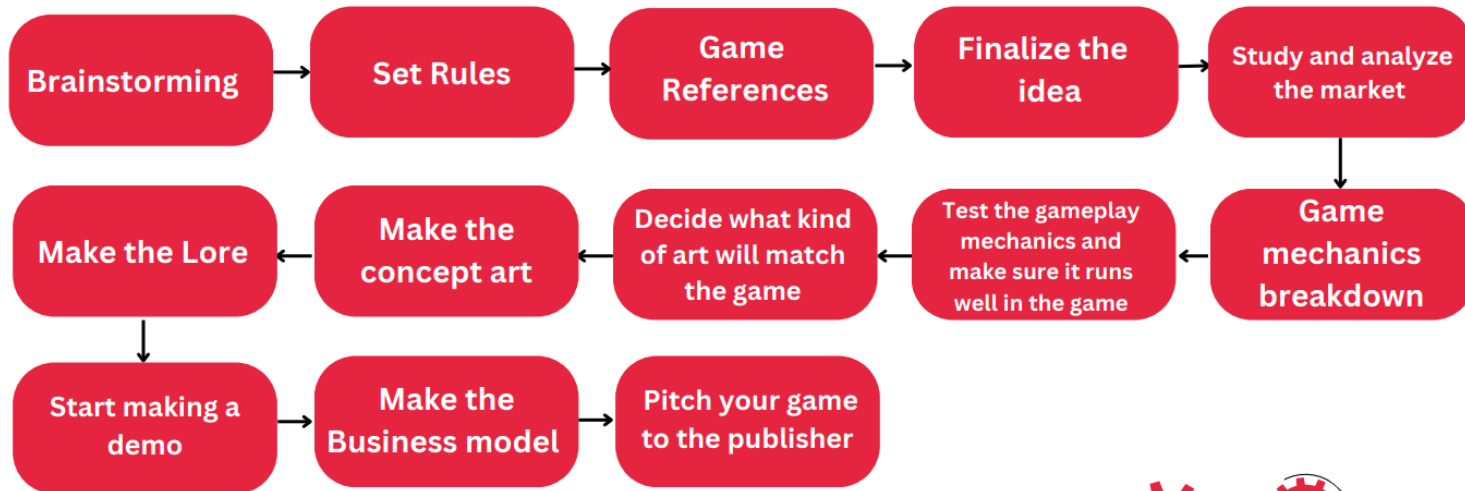 Brainstorming
Set Rules
Game
References
Finalize the
idea
Study and analyze
the market
Game
mechanics
breakdown
Test the gameplay
mechanics and
make sure it runs
well in the game
Decide what kind
of art will match
the game
Make the
concept art
Make the Lore
Start making a
demo
Make the
Business model
Pitch your game
to the publisher